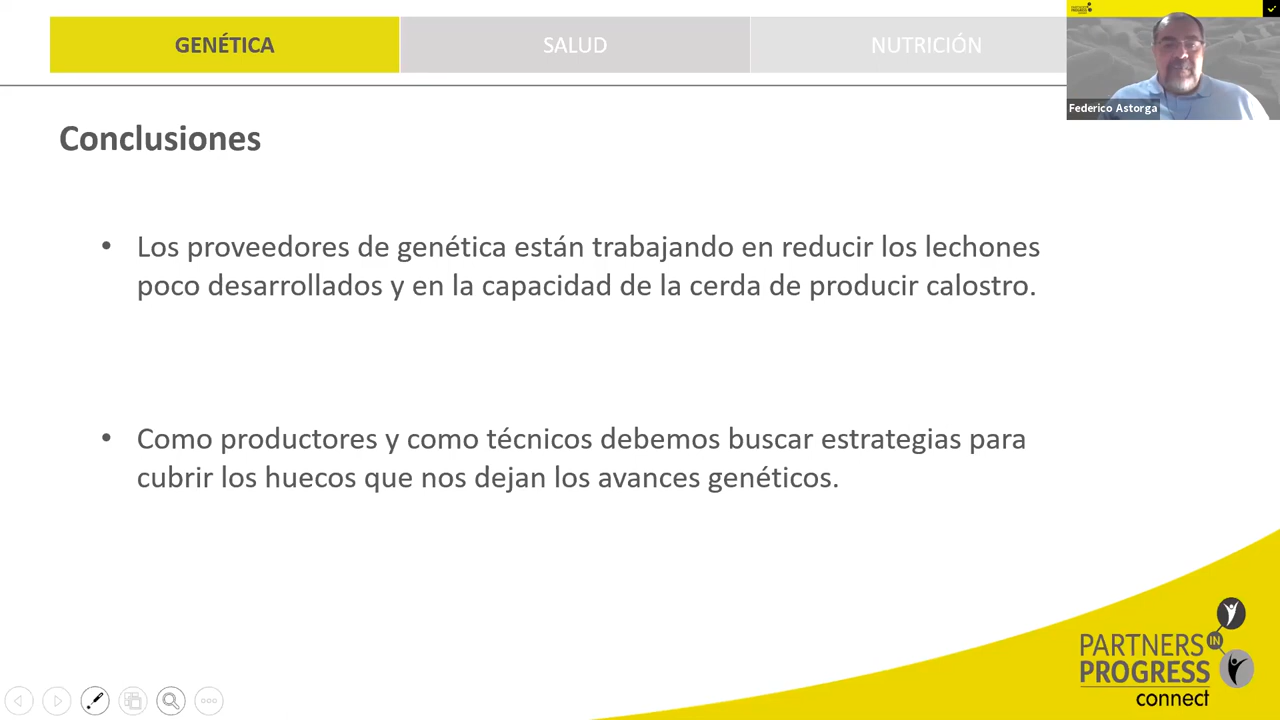 GENÉTICA
SALUD
NUTRICIÓN
Federico Astorga
Conclusiones
• Los proveedores de genética están trabajando en reducir los lechones
poco desarrollados y en la capacidad de la cerda de producir calostro.
• Como productores y como técnicos debemos buscar estrategias para
cubrir los huecos que nos dejan los avances genéticos.
PARTNERS IN
PROGRESS
connect